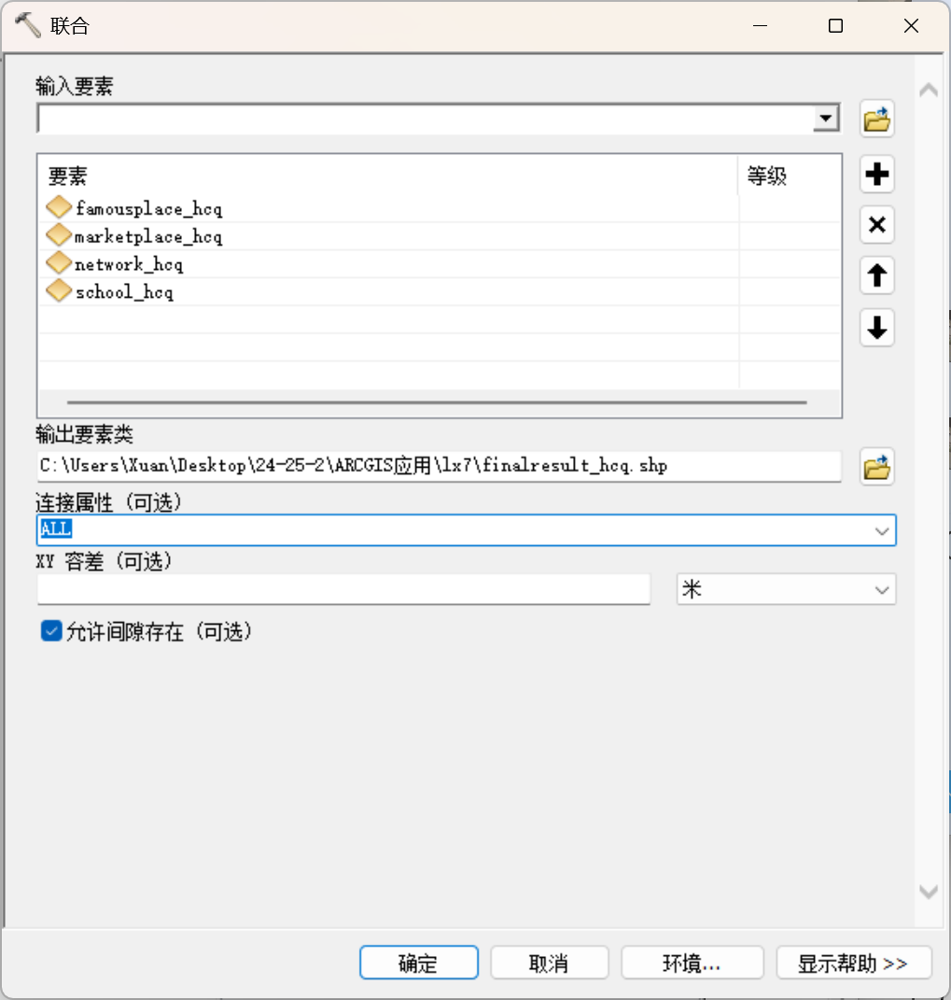 联合
输入要素
要素 等级
famousplace_hcq
marketplace_hcq
network_hcq
school_hcq
输出要素类
C:\Users\Xuan\Desktop\24-25-2\ARCGIS应用\lx7\finalresult_hcq.shp
连接属性 (可选)
ALL
XY 容差 (可选)
米
允许间隙存在 (可选)
确定 取消 环境... 显示帮助 >>